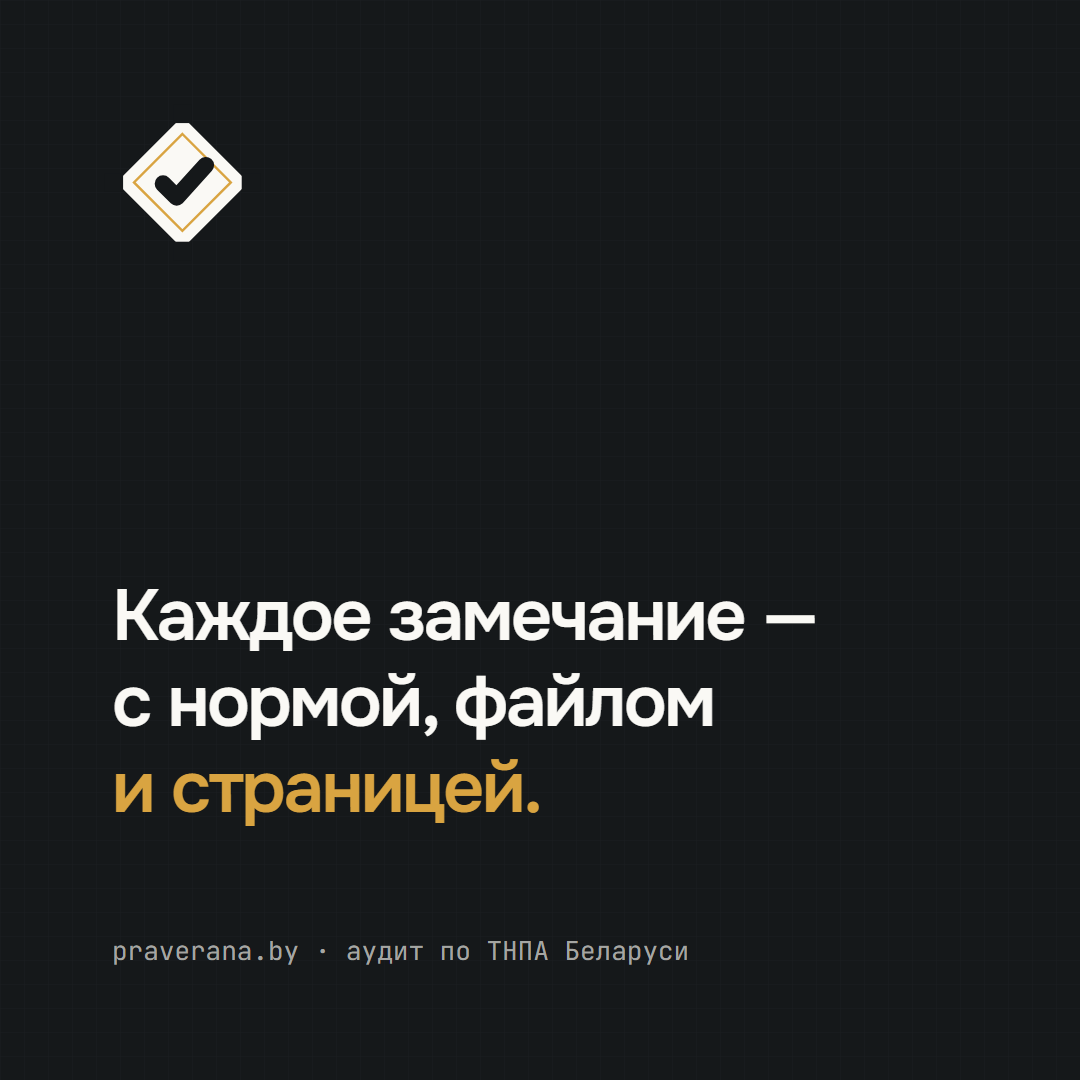 Каждое замечание —
с нормой, файлом
и страницей.
praverana.by · аудит по ТНПА Беларуси